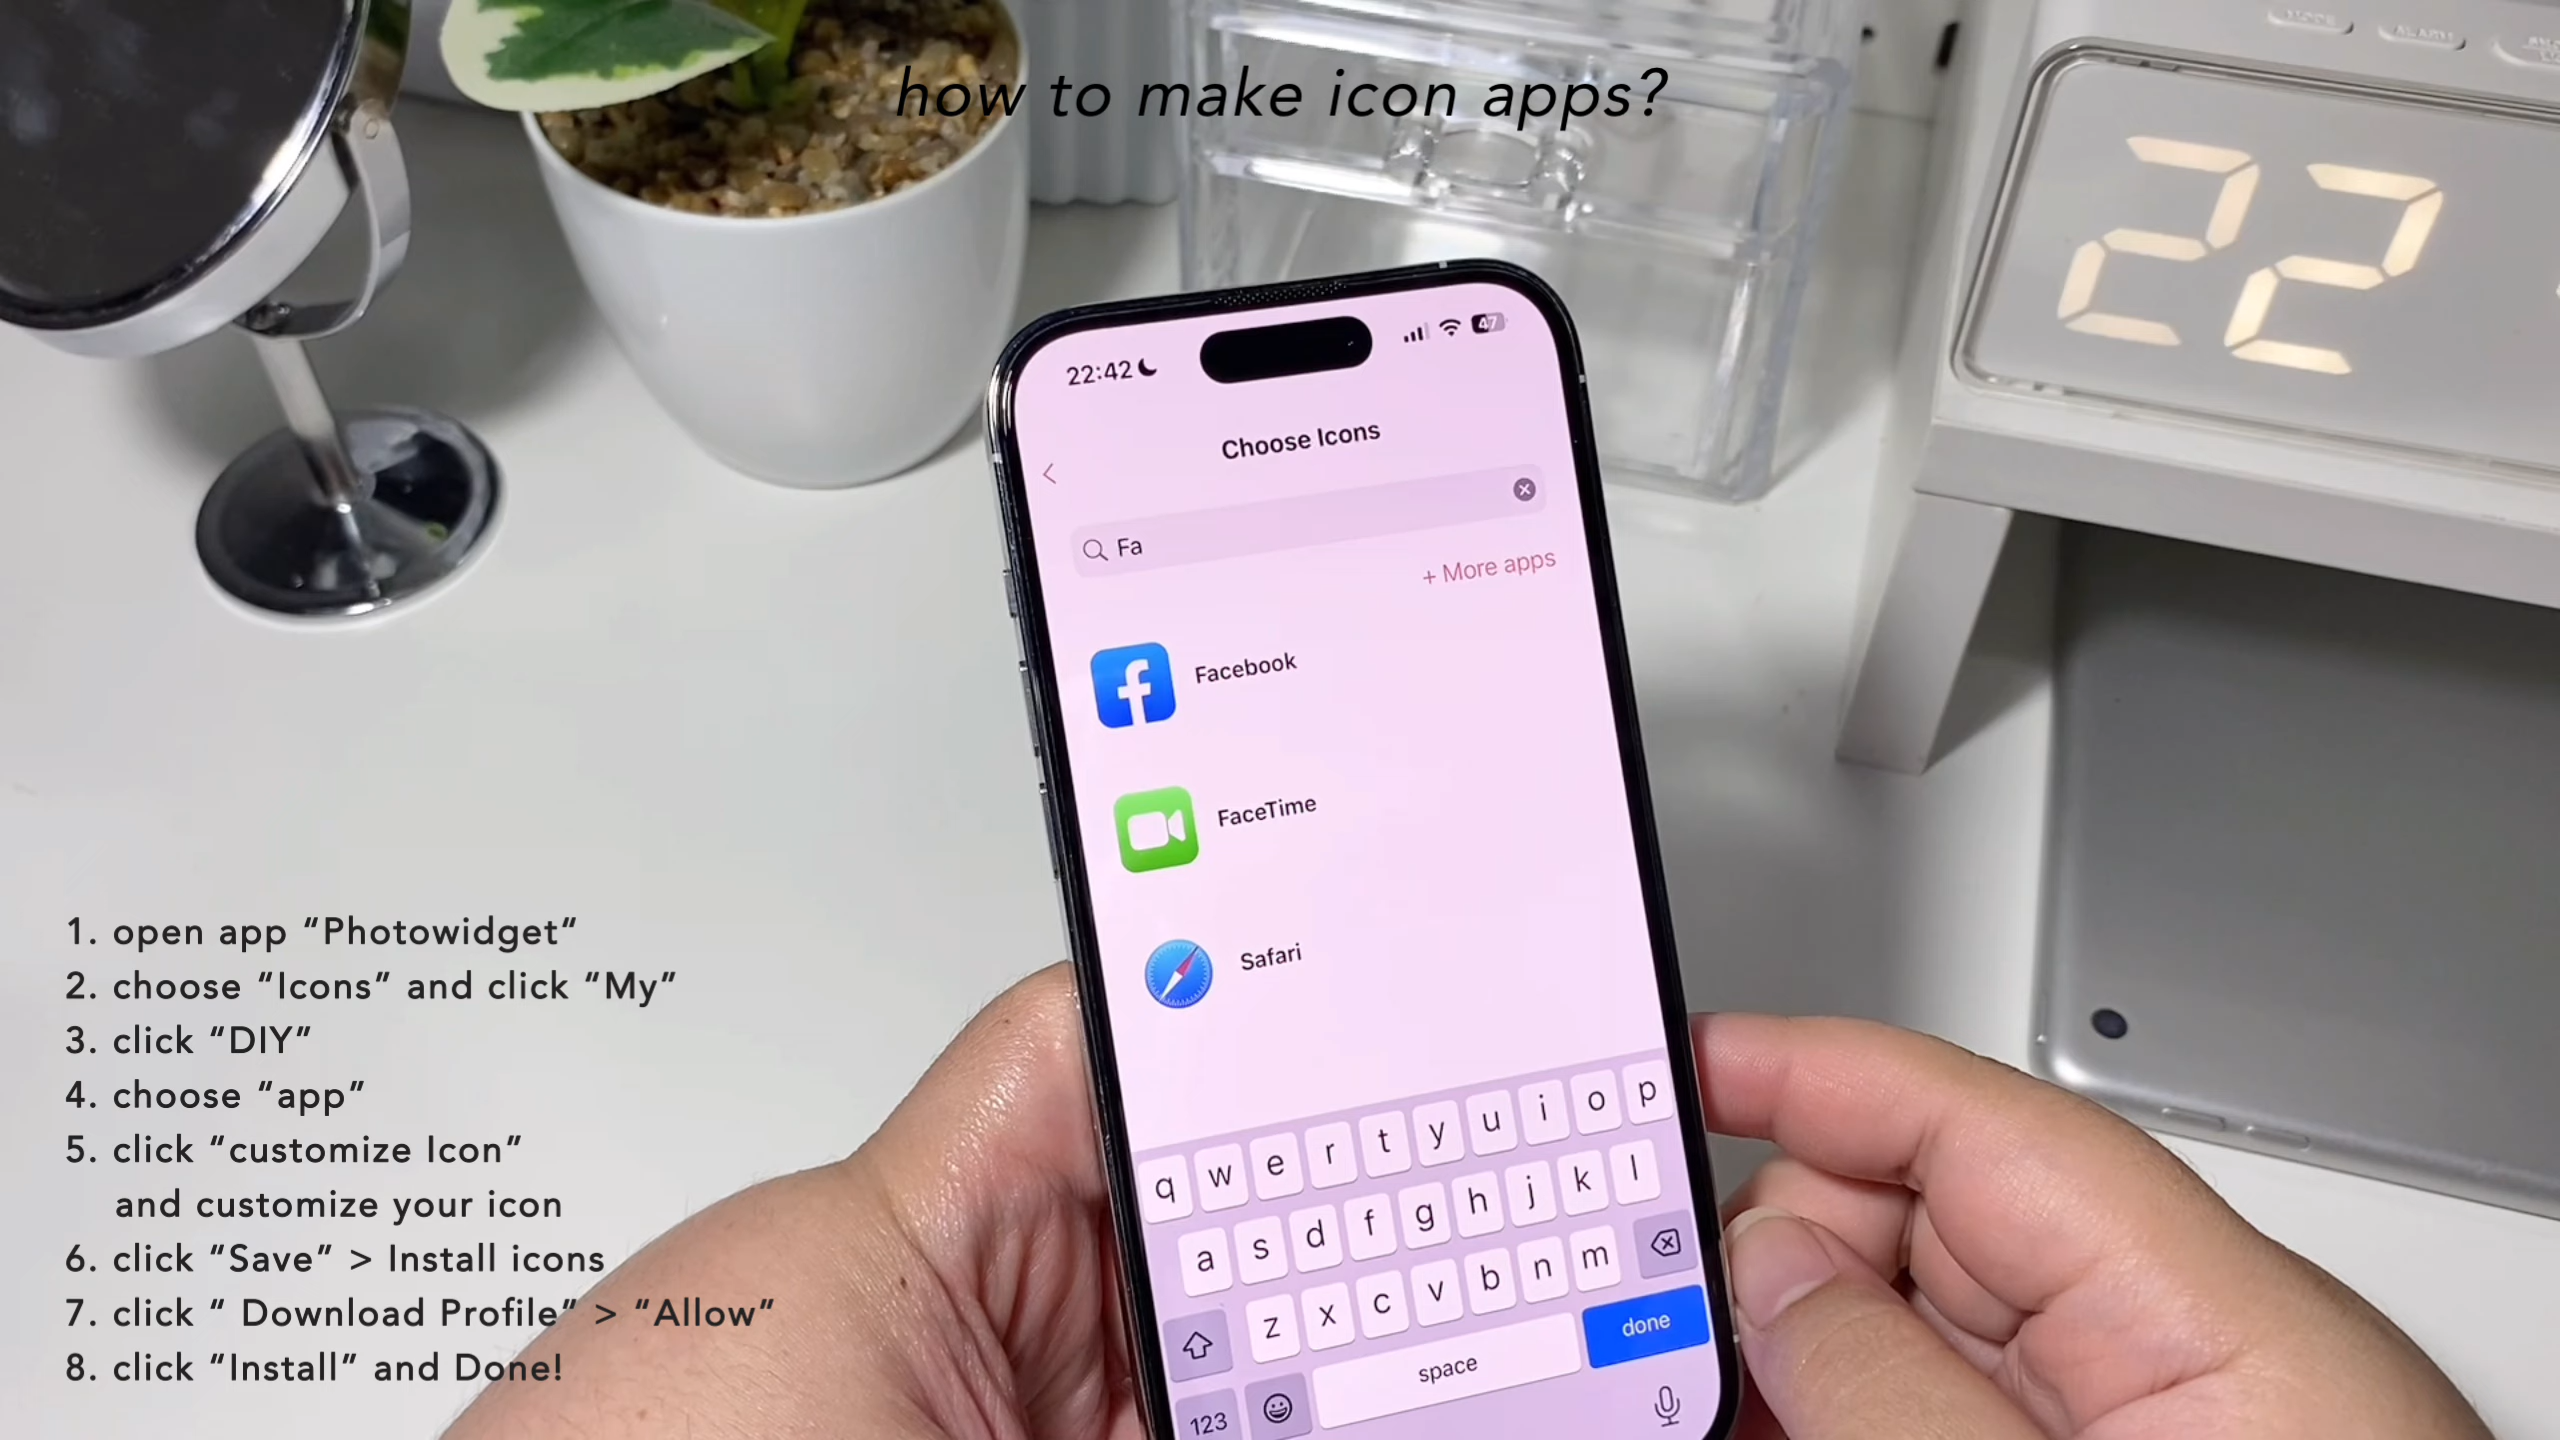 how to make icon apps?
MODE
ALARM
22
22:42
47
Choose Icons
Fa
+ More apps
Facebook
FaceTime
Safari
q w e r t y u i o p
a s d f g h j k l
z x c v b n m
123
space
done
1. open app “Photowidget“
2. choose “Icons” and click “My”
3. click “DIY”
4. choose “app”
5. click “customize Icon”
and customize your icon
6. click “Save” > Install icons
7. click “ Download Profile” > “Allow”
8. click “Install” and Done!